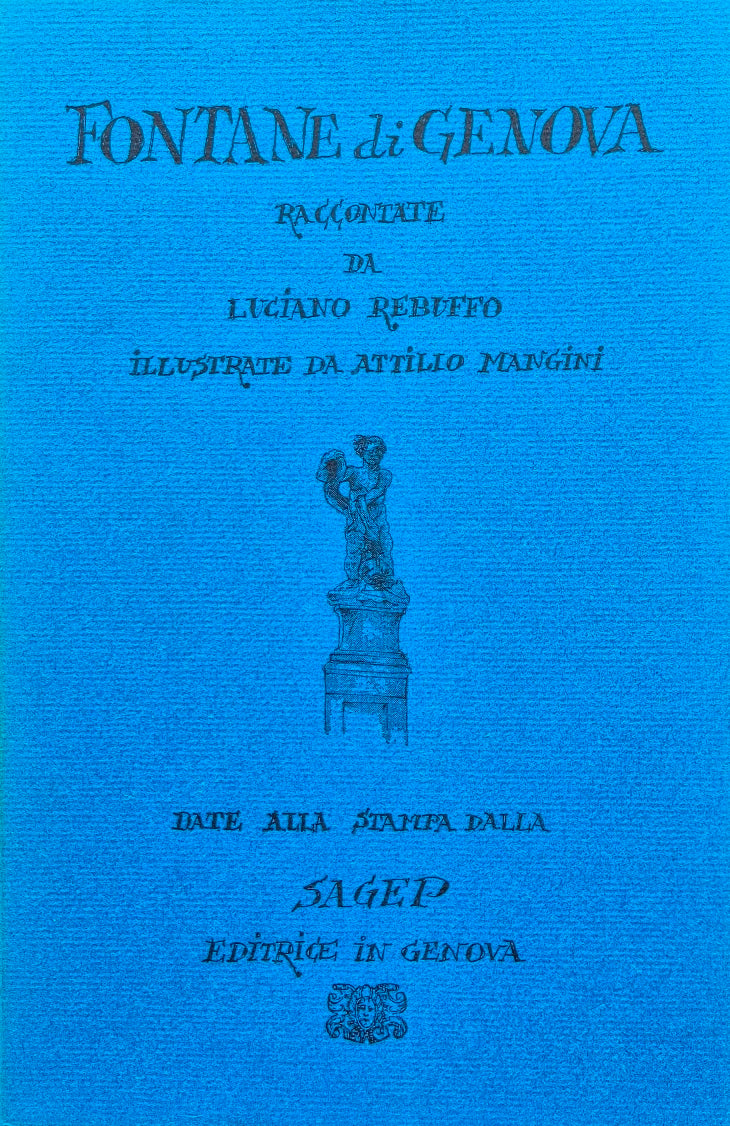 FONTANE di GENOVA
RACCONTATE
DA
LUCIANO REBUFFO
ILLUSTRATE DA ATTILIO MANGINI
DATE ALLA STAMPA DALLA
SAGEP
EDITRICE IN GENOVA